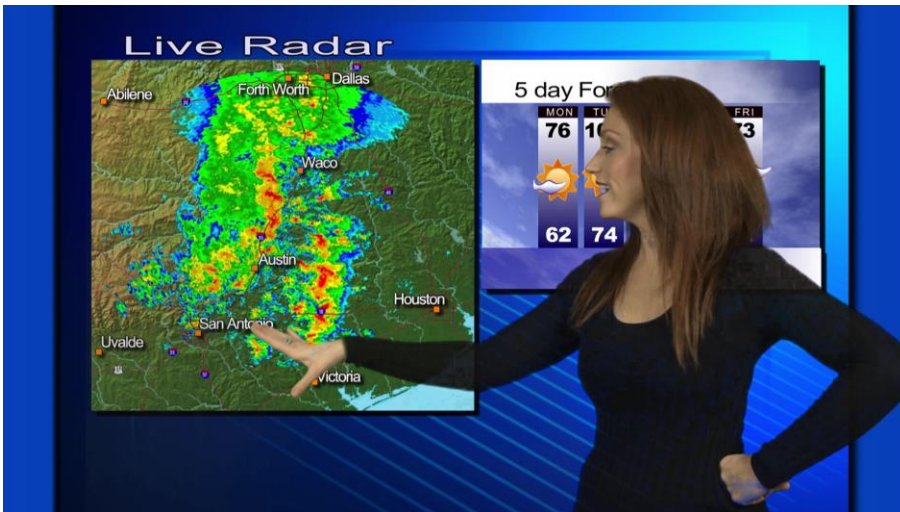 Live Radar
Dallas
Forth Worth
Abilene
Waco
Austin
Houston
San Antonio
Uvalde
Victoria
5 day For
MON
FRI
76
62
74